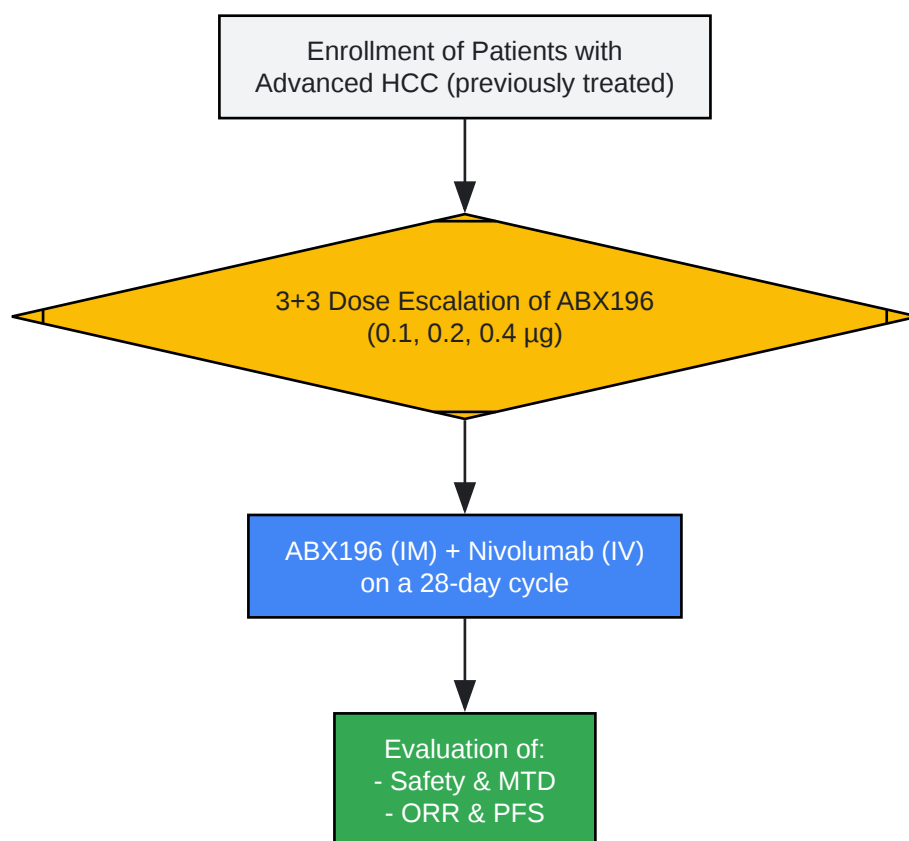 Enrollment of Patients with
Advanced HCC (previously treated)
3+3 Dose Escalation of ABX196
(0.1, 0.2, 0.4 µg)
ABX196 (IM) + Nivolumab (IV)
on a 28-day cycle
Evaluation of:
- Safety & MTD
- ORR & PFS